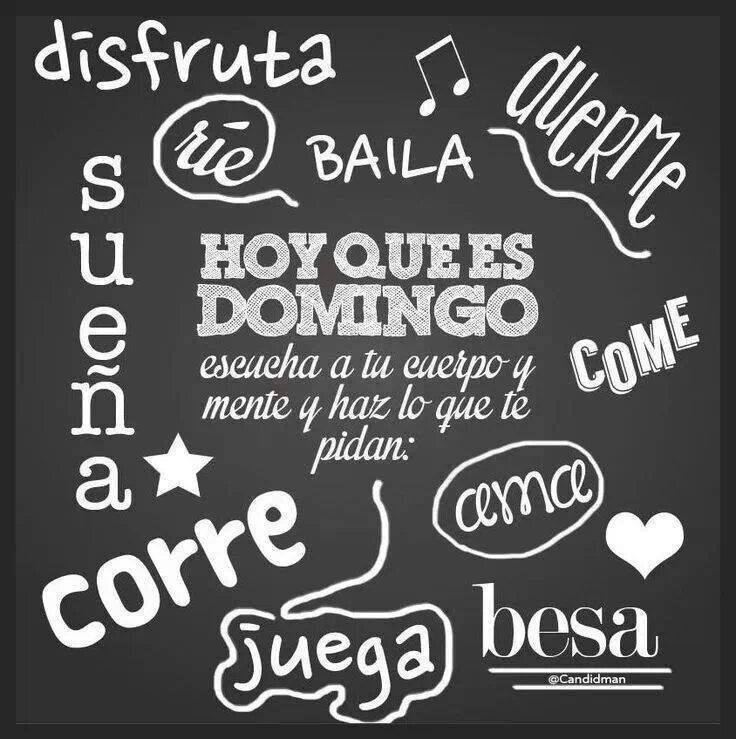 disfruta
ríe
BAILA
DUERME
sueña
HOY QUE ES
DOMINGO
escucha a tu cuerpo y
mente y haz lo que te
pidan:
COME
ama
corre
juega
besa
@Candidman